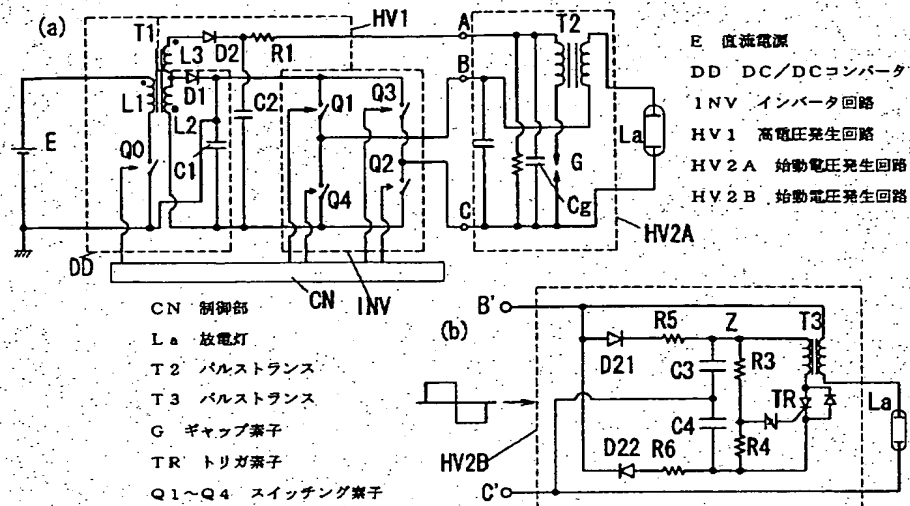 (a)
HV1
T1
L3
D2
R1
A
T2
E 直流電源
D1
B
DD DC/DCコンバータ
L1
L2
C2
Q1
Q3
INV インバータ回路
E
Q0
C1
G
La
HV1 高電圧発生回路
Q2
Q4
Cg
HV2A 始動電圧発生回路
C
HV2B 始動電圧発生回路
HV2A
DD
CN
INV
CN 制御部
La 放電灯
T2 パルストランス
T3 パルストランス
G ギャップ素子
TR トリガ素子
Q1～Q4 スイッチング素子
(b)
B'
R5
Z
T3
D21
C3
R3
TR
La
C4
D22
R6
R4
HV2B
C'